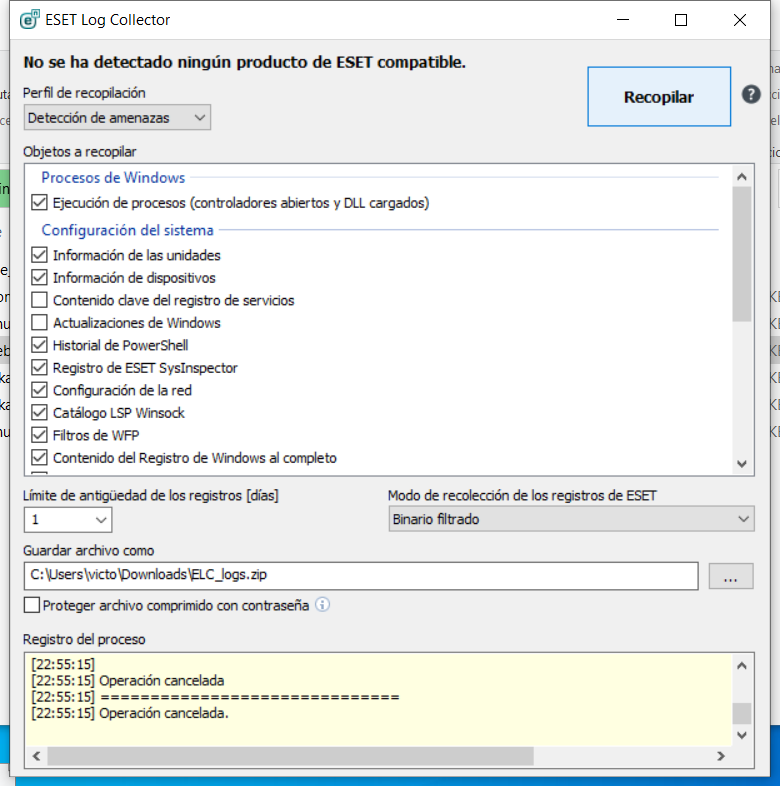 ESET Log Collector
No se ha detectado ningún producto de ESET compatible.
Perfil de recopilación
Detección de amenazas
Recopilar
Objetos a recopilar
Procesos de Windows
Ejecución de procesos (controladores abiertos y DLL cargados)
Configuración del sistema
Información de las unidades
Información de dispositivos
Contenido clave del registro de servicios
Actualizaciones de Windows
Historial de PowerShell
Registro de ESET SysInspector
Configuración de la red
Catálogo LSP Winsock
Filtros de WFP
Contenido del Registro de Windows al completo
Límite de antigüedad de los registros [días]
1
Modo de recolección de los registros de ESET
Binario filtrado
Guardar archivo como
C:\Users\victo\Downloads\ELC_logs.zip
...
Proteger archivo comprimido con contraseña
Registro del proceso
[22:55:15]
[22:55:15] Operación cancelada
[22:55:15] ==============================
[22:55:15] Operación cancelada.